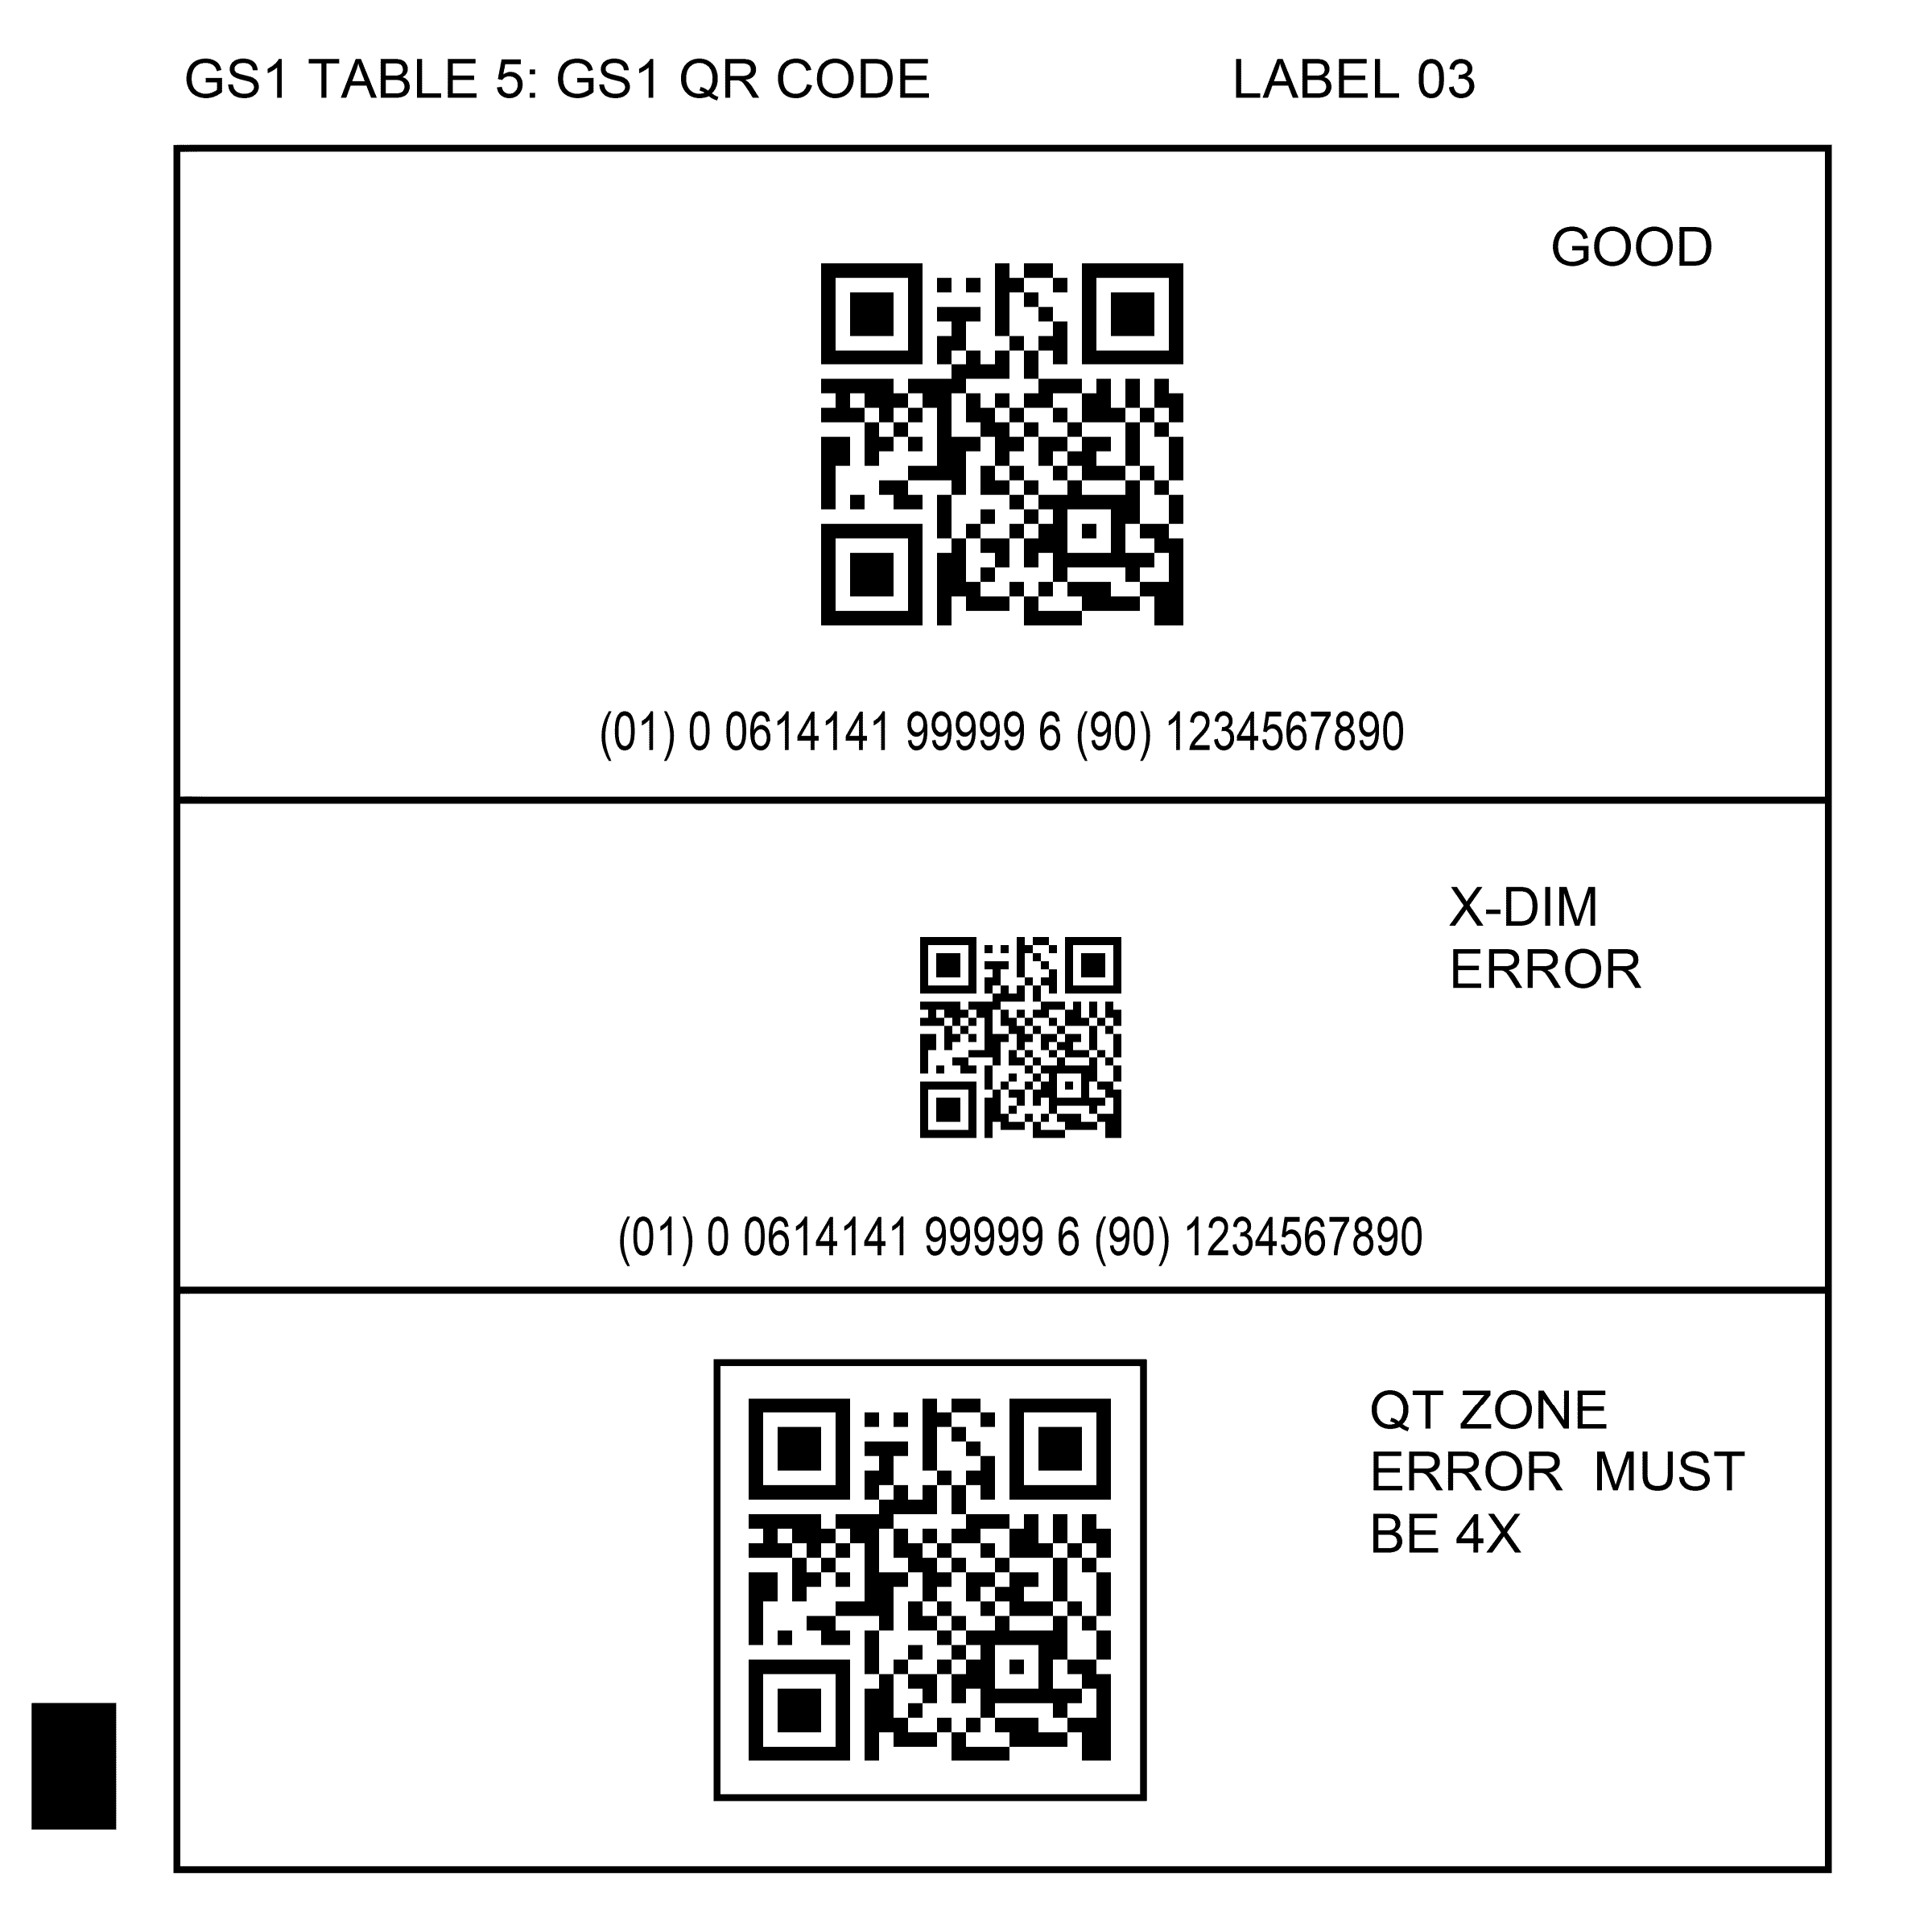 GS1 TABLE 5: GS1 QR CODE LABEL 03
GOOD
(01) 0 0614141 99999 6 (90) 1234567890
X-DIM
ERROR
(01) 0 0614141 99999 6 (90) 1234567890
QT ZONE
ERROR MUST
BE 4X